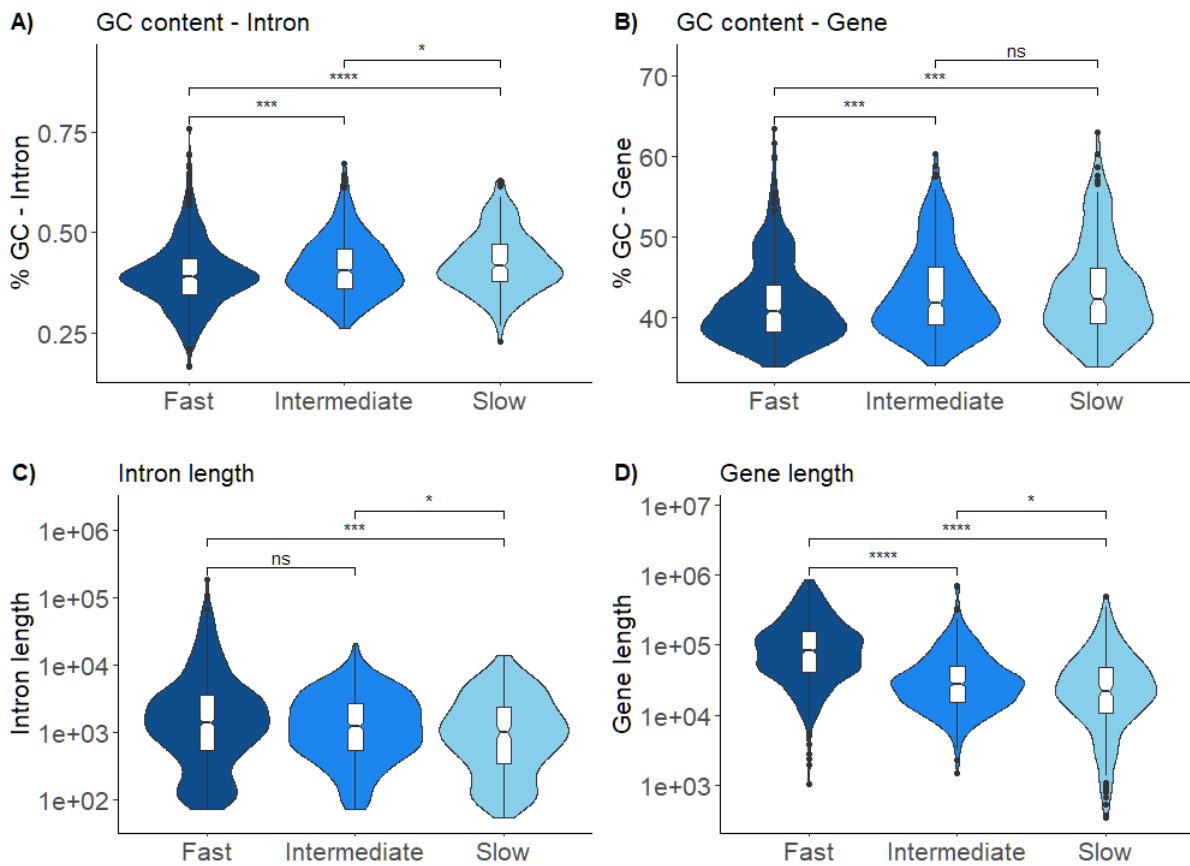 A) GC content - Intron
% GC - Intron
0.75
0.50
0.25
*
****
***
Fast Intermediate Slow
B) GC content - Gene
% GC - Gene
70
60
50
40
ns
***
***
Fast Intermediate Slow
C) Intron length
Intron length
1e+06
1e+05
1e+04
1e+03
1e+02
*
***
ns
Fast Intermediate Slow
D) Gene length
Gene length
1e+07
1e+06
1e+05
1e+04
1e+03
*
****
****
Fast Intermediate Slow